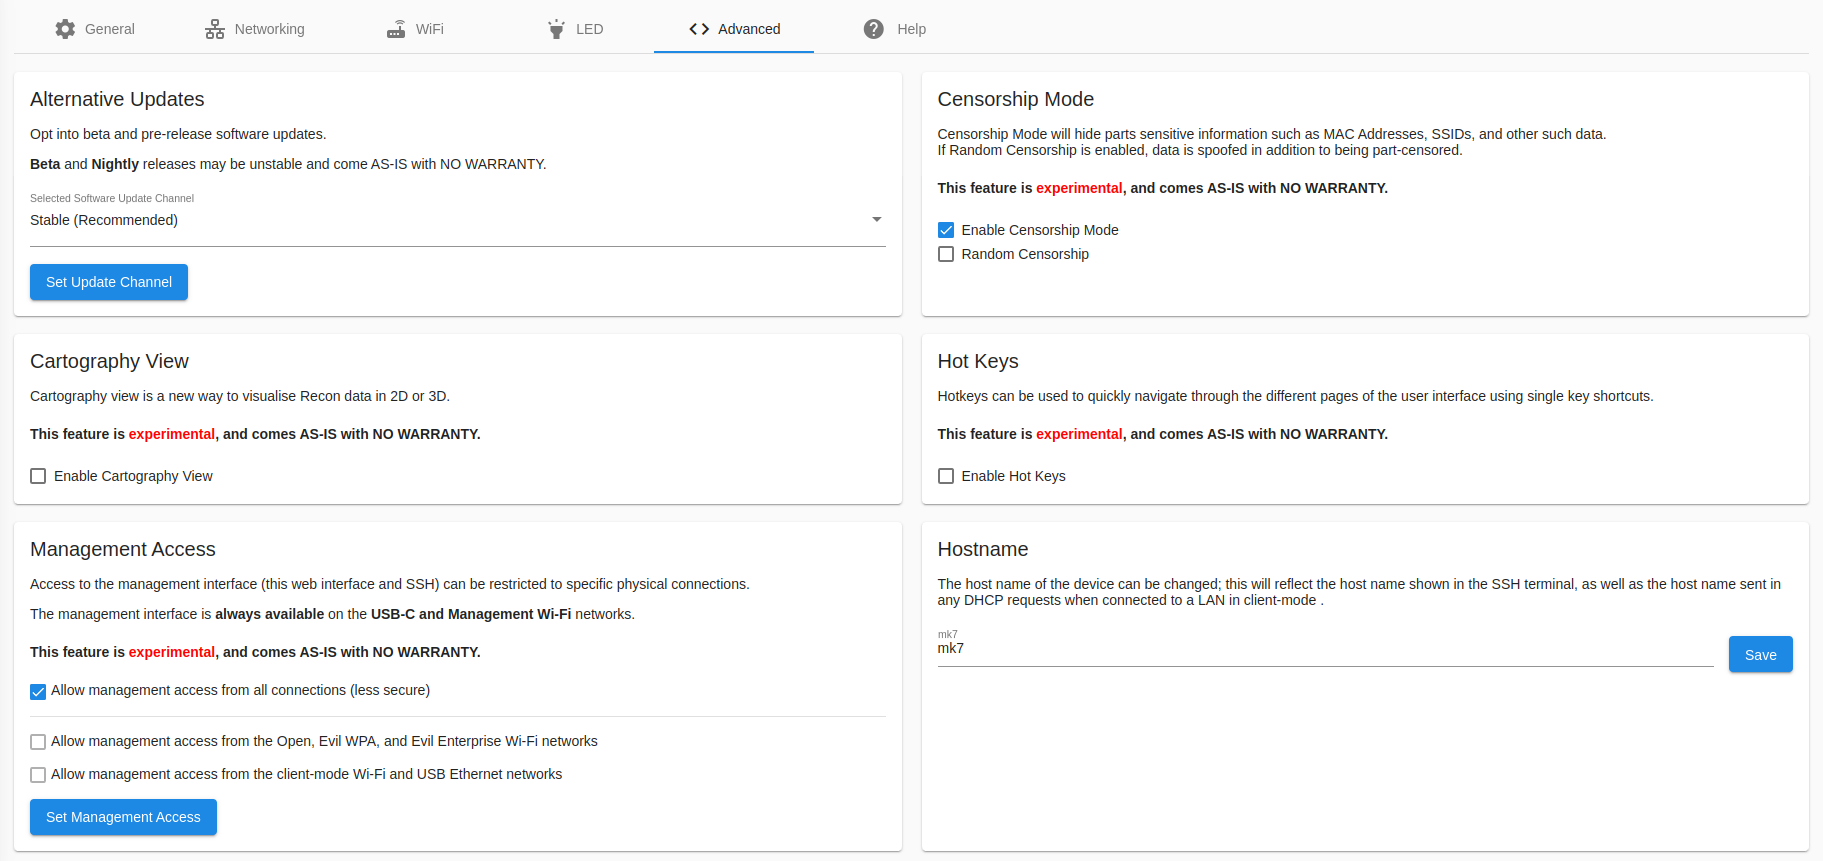 General
Networking
WiFi
LED
Advanced
Help
Alternative Updates
Opt into beta and pre-release software updates.
Beta and Nightly releases may be unstable and come AS-IS with NO WARRANTY.
Selected Software Update Channel
Stable (Recommended)
Set Update Channel
Censorship Mode
Censorship Mode will hide parts sensitive information such as MAC Addresses, SSIDs, and other such data.
If Random Censorship is enabled, data is spoofed in addition to being part-censored.
This feature is experimental, and comes AS-IS with NO WARRANTY.
Enable Censorship Mode
Random Censorship
Cartography View
Cartography view is a new way to visualise Recon data in 2D or 3D.
This feature is experimental, and comes AS-IS with NO WARRANTY.
Enable Cartography View
Hot Keys
Hotkeys can be used to quickly navigate through the different pages of the user interface using single key shortcuts.
This feature is experimental, and comes AS-IS with NO WARRANTY.
Enable Hot Keys
Management Access
Access to the management interface (this web interface and SSH) can be restricted to specific physical connections.
The management interface is always available on the USB-C and Management Wi-Fi networks.
This feature is experimental, and comes AS-IS with NO WARRANTY.
Allow management access from all connections (less secure)
Allow management access from the Open, Evil WPA, and Evil Enterprise Wi-Fi networks
Allow management access from the client-mode Wi-Fi and USB Ethernet networks
Set Management Access
Hostname
The host name of the device can be changed; this will reflect the host name shown in the SSH terminal, as well as the host name sent in
any DHCP requests when connected to a LAN in client-mode .
mk7
mk7
Save